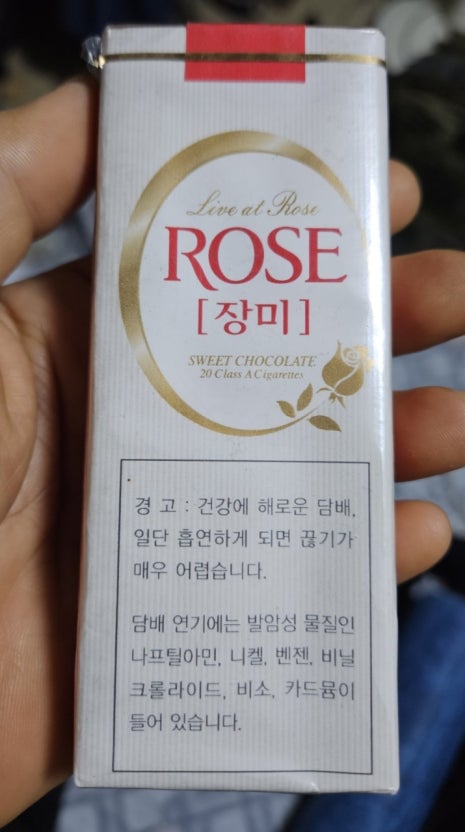 Live at Rose
ROSE
[장미]
SWEET CHOCOLATE
20 Class A Cigarettes
경 고 : 건강에 해로운 담배,
일단 흡연하게 되면 끊기가
매우 어렵습니다.
담배 연기에는 발암성 물질인
나프틸아민, 니켈, 벤젠, 비닐
크롤라이드, 비소, 카드뮴이
들어 있습니다.